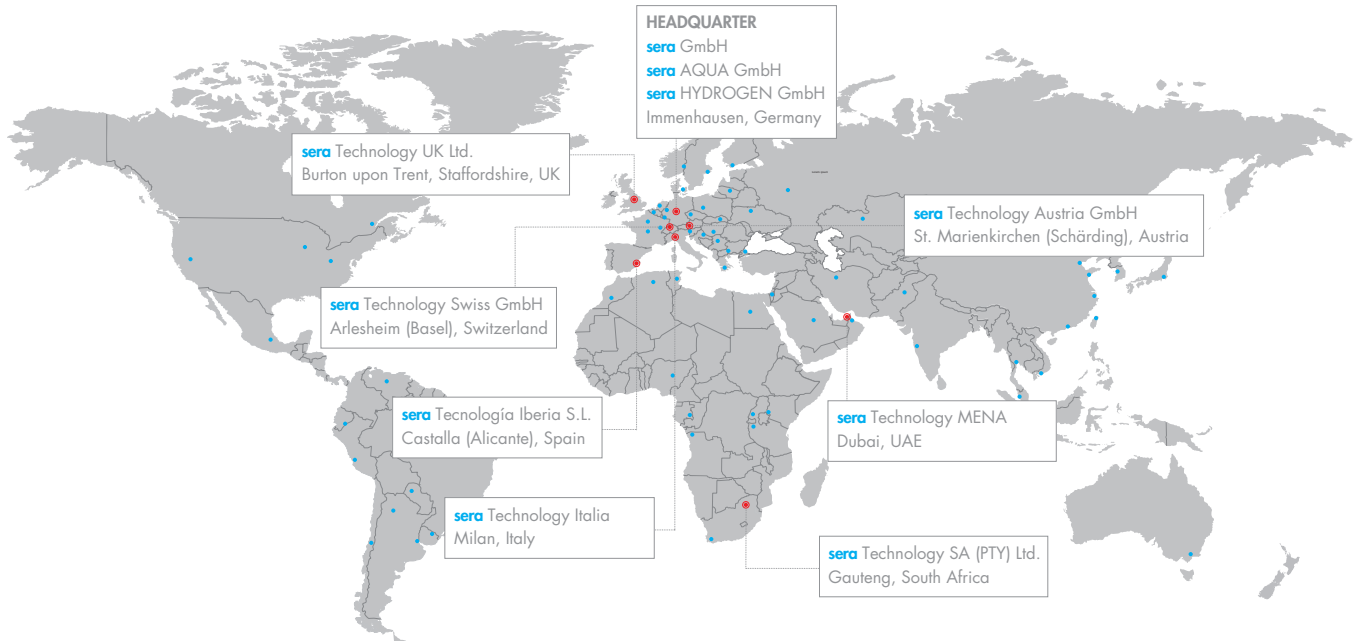 HEADQUARTER
sera GmbH
sera AQUA GmbH
sera HYDROGEN GmbH
Immenhausen, Germany
sera Technology UK Ltd.
Burton upon Trent, Staffordshire, UK
sera Technology Austria GmbH
St. Marienkirchen (Schärding), Austria
sera Technology Swiss GmbH
Arlesheim (Basel), Switzerland
sera Tecnología Iberia S.L.
Castalla (Alicante), Spain
sera Technology MENA
Dubai, UAE
sera Technology Italia
Milan, Italy
sera Technology SA (PTY) Ltd.
Gauteng, South Africa